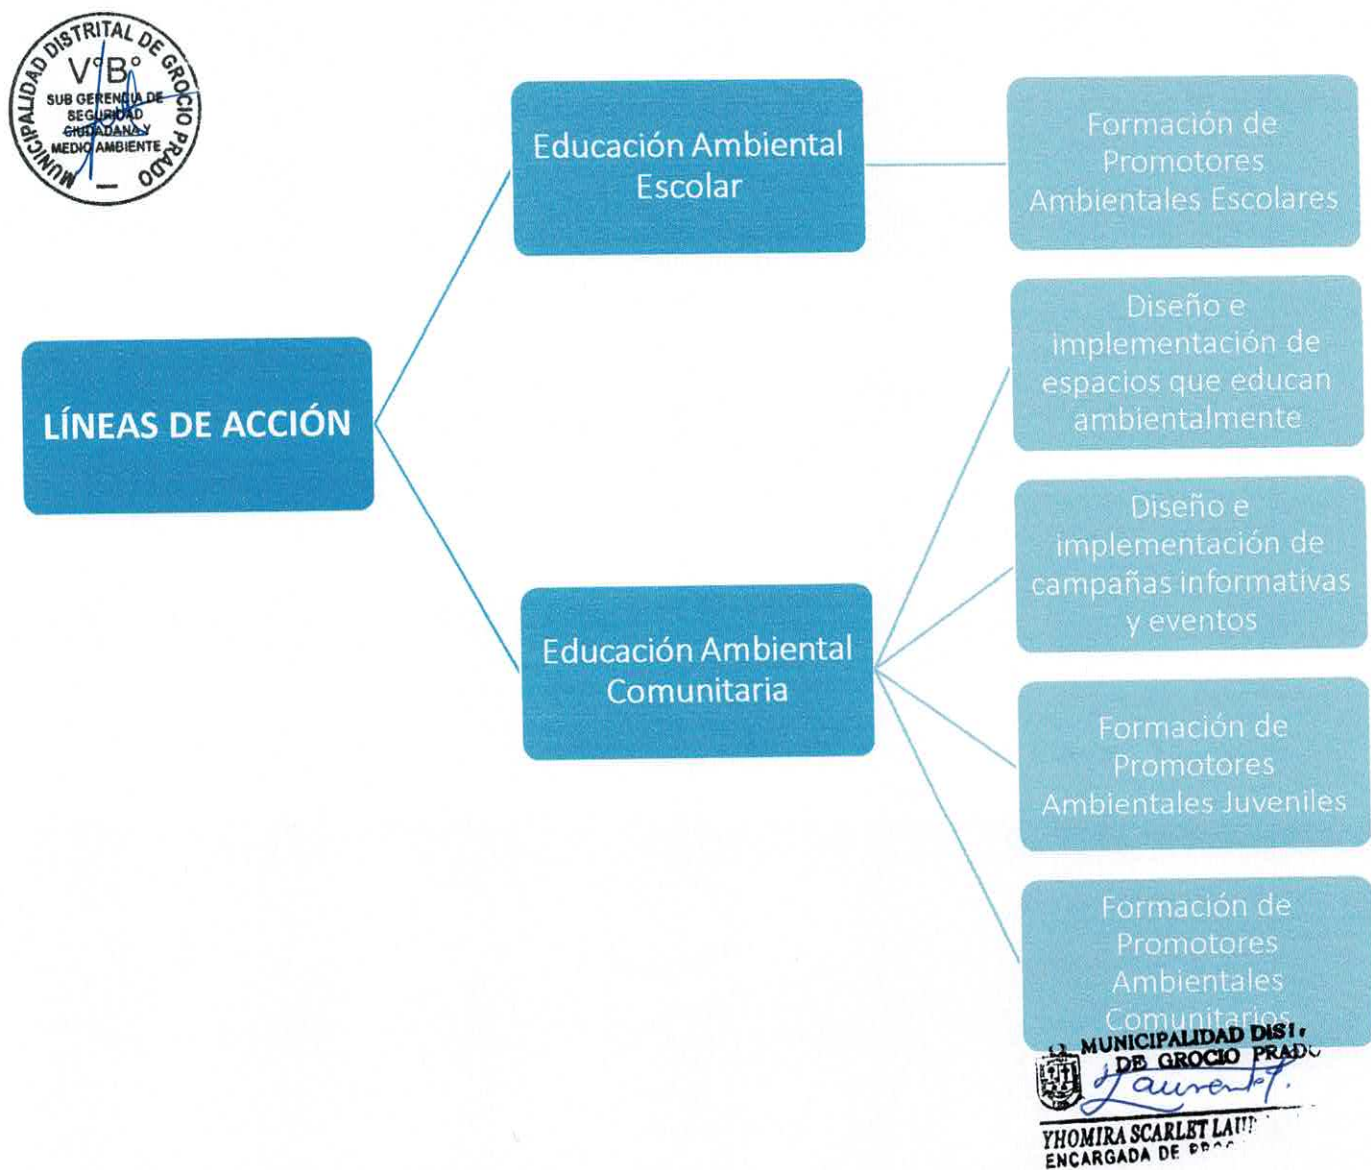 MUNICIPALIDAD DISTRITAL DE GROCIO PRADO
V°B°
SUB GERENCIA DE
SEGURIDAD
CIUDADANA Y
MEDIO AMBIENTE
LÍNEAS DE ACCIÓN
Educación Ambiental
Escolar
Formación de
Promotores
Ambientales Escolares
Educación Ambiental
Comunitaria
Diseño e
implementación de
espacios que educan
ambientalmente
Diseño e
implementación de
campañas informativas
y eventos
Formación de
Promotores
Ambientales Juveniles
Formación de
Promotores
Ambientales
Comunitarios
MUNICIPALIDAD
DE GROCIO PRADO
YHOMIRA SCARLET
ENCARGADA DE